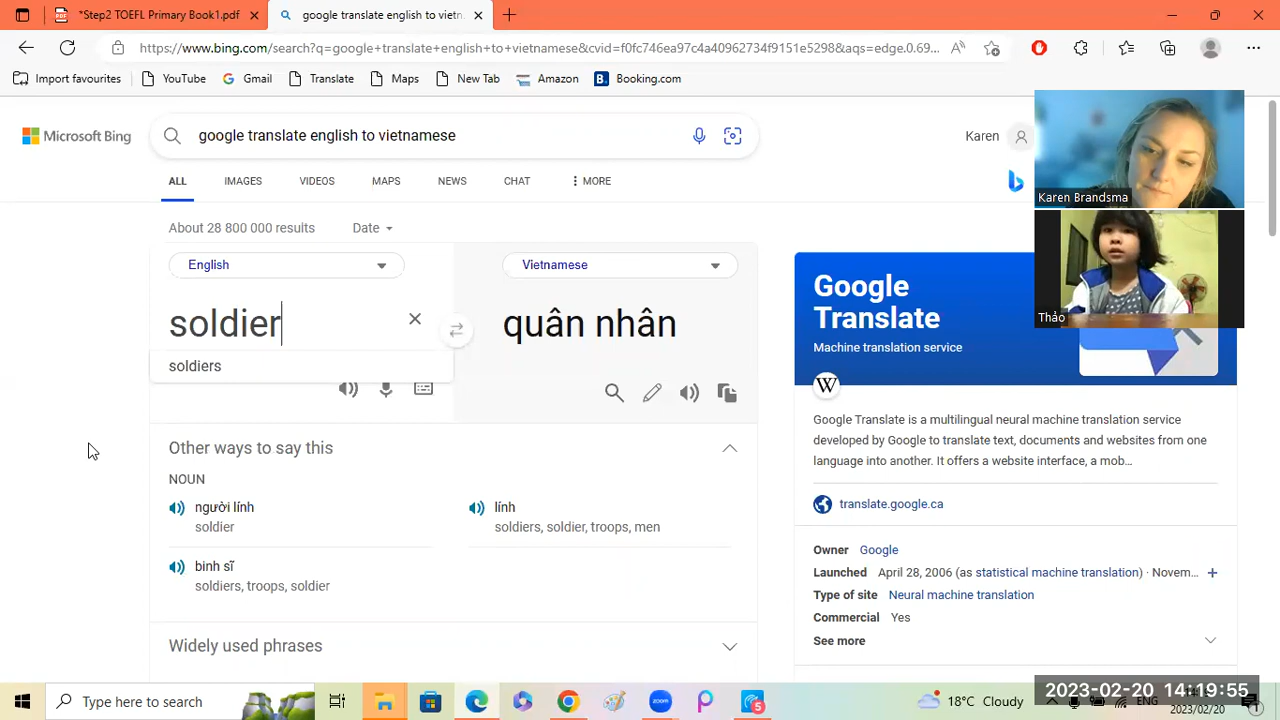 "Step2 TOEFL Primary Book1.pdf
google translate english to vietn
https://www.bing.com/search?q=google+translate+english+to+vietnamese&cvid=f0fc746ea97c4a40962734f9151e5298&aqs=edge.0.69...
Import favourites
YouTube
Gmail
Translate
Maps
New Tab
Amazon
Booking.com
Microsoft Bing
google translate english to vietnamese
Karen
ALL
IMAGES
VIDEOS
MAPS
NEWS
CHAT
MORE
Karen Brandsma
About 28 800 000 results
Date
English
Vietnamese
soldier
quân nhân
soldiers
Google
Translate
Machine translation service
Thảo
W
Google Translate is a multilingual neural machine translation service
developed by Google to translate text, documents and websites from one
language into another. It offers a website interface, a mob...
Other ways to say this
NOUN
người lính
soldier
lính
soldiers, soldier, troops, men
binh sĩ
soldiers, troops, soldier
translate.google.ca
Owner Google
Launched April 28, 2006 (as statistical machine translation) · Novem...
Type of site Neural machine translation
Commercial Yes
See more
Widely used phrases
Type here to search
zoom
5
18°C Cloudy
ENG
2023-02-20 14:19:55
2023/02/20